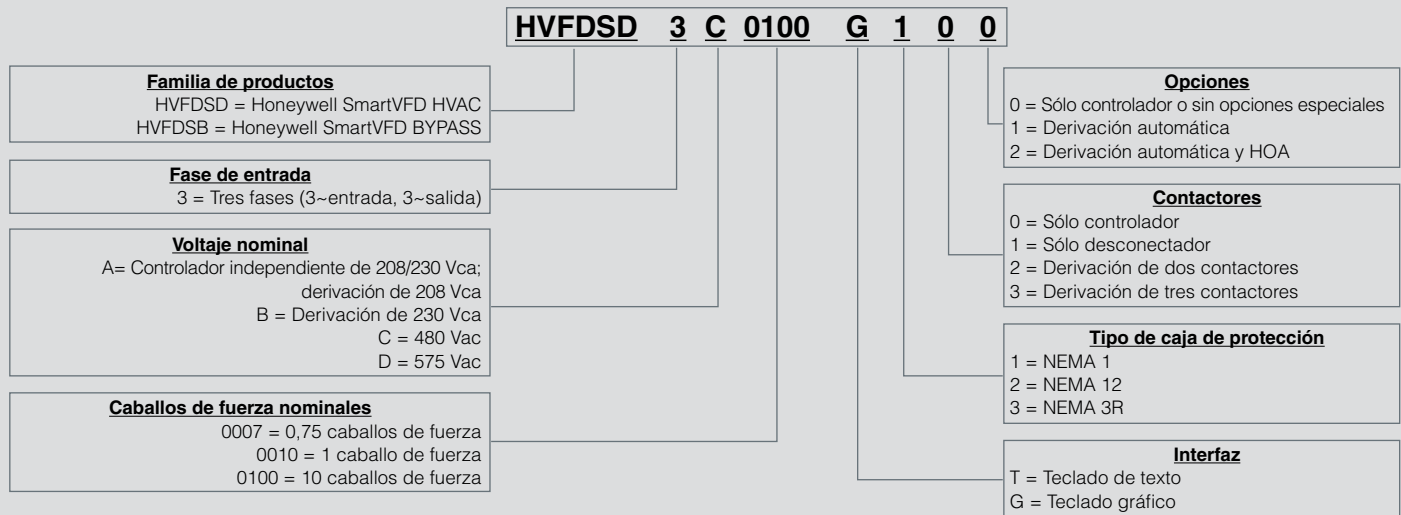 HVFDSD 3 C 0100 G 1 0 0
Familia de productos
HVFDSD = Honeywell SmartVFD HVAC
HVFDSB = Honeywell SmartVFD BYPASS
Fase de entrada
3 = Tres fases (3~entrada, 3~salida)
Voltaje nominal
A= Controlador independiente de 208/230 Vca;
derivación de 208 Vca
B = Derivación de 230 Vca
C = 480 Vac
D = 575 Vac
Caballos de fuerza nominales
0007 = 0,75 caballos de fuerza
0010 = 1 caballo de fuerza
0100 = 10 caballos de fuerza
Opciones
0 = Sólo controlador o sin opciones especiales
1 = Derivación automática
2 = Derivación automática y HOA
Contactores
0 = Sólo controlador
1 = Sólo desconectador
2 = Derivación de dos contactores
3 = Derivación de tres contactores
Tipo de caja de protección
1 = NEMA 1
2 = NEMA 12
3 = NEMA 3R
Interfaz
T = Teclado de texto
G = Teclado gráfico